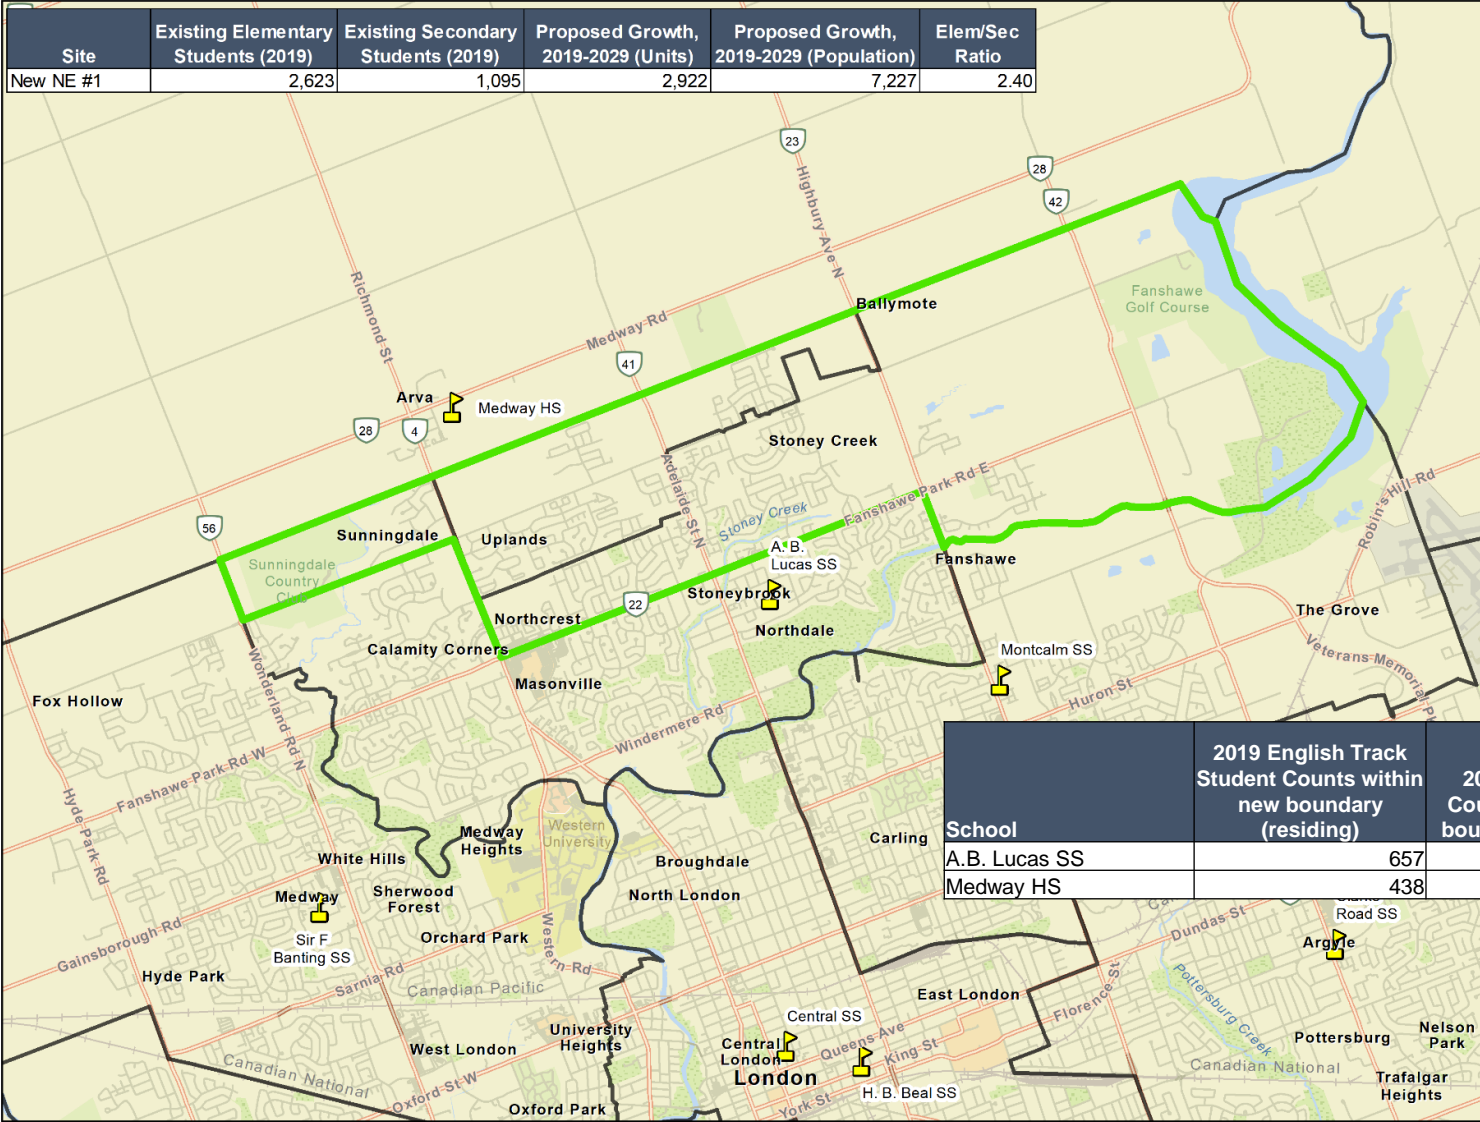 Site
Existing Elementary Students (2019)
Existing Secondary Students (2019)
Proposed Growth, 2019-2029 (Units)
Proposed Growth, 2019-2029 (Population)
Elem/Sec Ratio
New NE #1 2,623 1,095 2,922 7,227 2.40
23
28
42
Highbury Ave N
Richmond St
Ballymote
Fanshawe
Golf Course
Medway Rd
41
Arva
Medway HS
28
4
Stoney Creek
Adelaide St N
Fanshawe Park Rd E
Robin's Hill Rd
56
Sunningdale
Uplands
Stoney Creek
Sunningdale
Country
Club
A. B.
Lucas SS
Fanshawe
22
Stoneybrook
Northcrest
Northdale
The Grove
Calamity Corners
Montcalm SS
Veterans Memorial
Masonville
Huron St
Fox Hollow
Wonderland Rd N
Windermere Rd
Fanshawe Park Rd W
Hyde Park Rd
School
2019 English Track
Student Counts within
new boundary
(residing)
A.B. Lucas SS 657
Medway HS 438
Medway
Heights
Western
University
Carling
White Hills
Broughdale
Sherwood
Forest
North London
Medway
Sir F
Banting SS
Road SS
Dundas St
Argyle
Gainsborough Rd
Orchard Park
Western Rd
Hyde Park
Sarnia Rd
Canadian Pacific
East London
Florence St
Pottersburg Creek
Central SS
University
Heights
Queens Ave
King St
Central
London
Pottersburg
Nelson
Park
West London
Canadian National
Canadian National
London
Oxford St W
H. B. Beal SS
Trafalgar
Heights
Oxford Park
York St